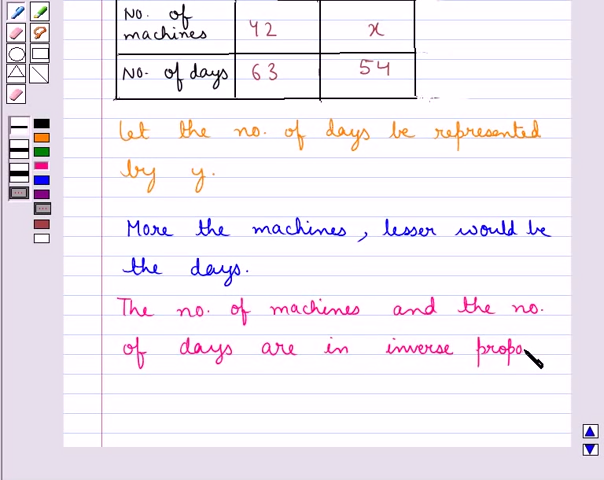 No. of
machines 42 x
No. of days 63 54
Let the no. of days be represented
by y.
More the machines, lesser would be
the days.
The no. of machines and the no.
of days are in inverse propo